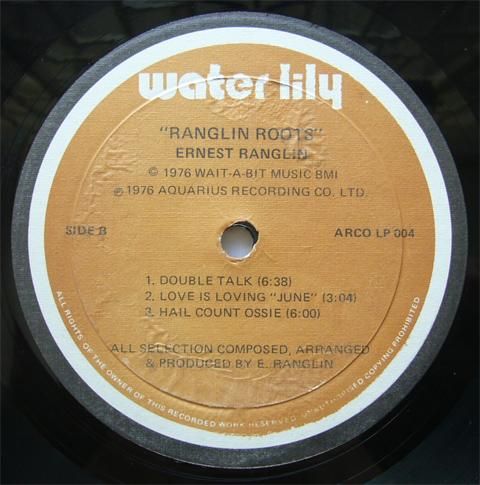 water lily
"RANGLIN ROOTS"
ERNEST RANGLIN
© 1976 WAIT-A-BIT MUSIC BMI
℗ 1976 AQUARIUS RECORDING CO. LTD.
SIDE B
ARCO LP 004
1. DOUBLE TALK (6:38)
2. LOVE IS LOVING "JUNE" (3:04)
3. HAIL COUNT OSSIE (6:00)
ALL SELECTION COMPOSED, ARRANGED
& PRODUCED BY E. RANGLIN
ALL RIGHTS OF THE OWNER OF THIS RECORDED WORK RESERVED. COPYING PROHIBITED